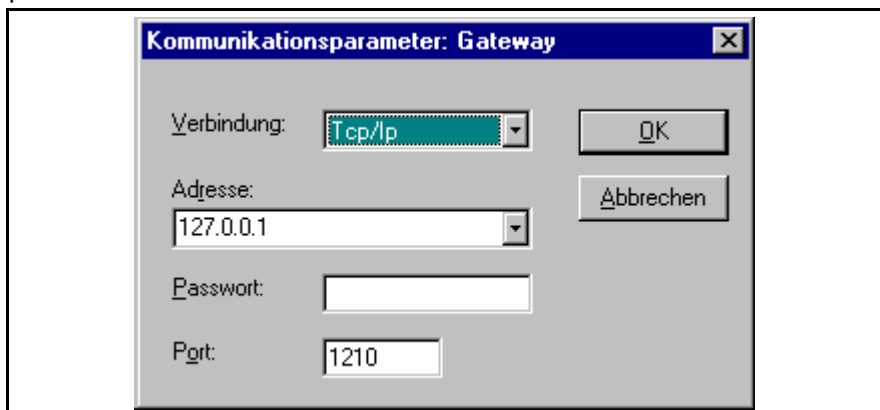 Kommunikationsparameter: Gateway
Verbindung: Tcp/Ip OK
Adresse: Abbrechen
127.0.0.1
Passwort:
Port: 1210